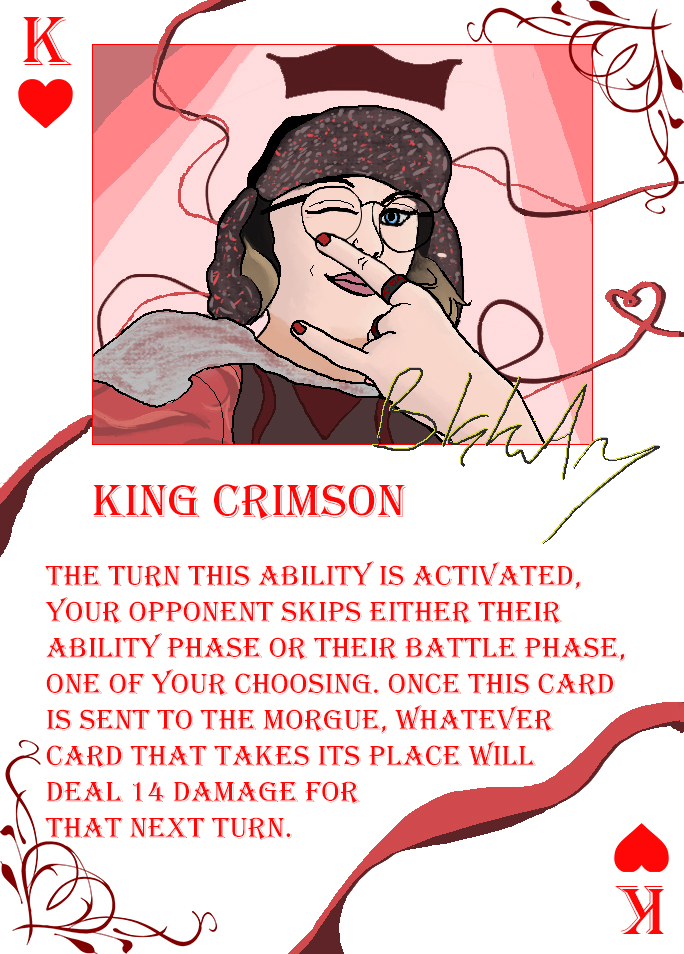 K
BlahAry
KING CRIMSON
THE TURN THIS ABILITY IS ACTIVATED,
YOUR OPPONENT SKIPS EITHER THEIR
ABILITY PHASE OR THEIR BATTLE PHASE,
ONE OF YOUR CHOOSING. ONCE THIS CARD
IS SENT TO THE MORGUE, WHATEVER
CARD THAT TAKES ITS PLACE WILL
DEAL 14 DAMAGE FOR
THAT NEXT TURN.
K